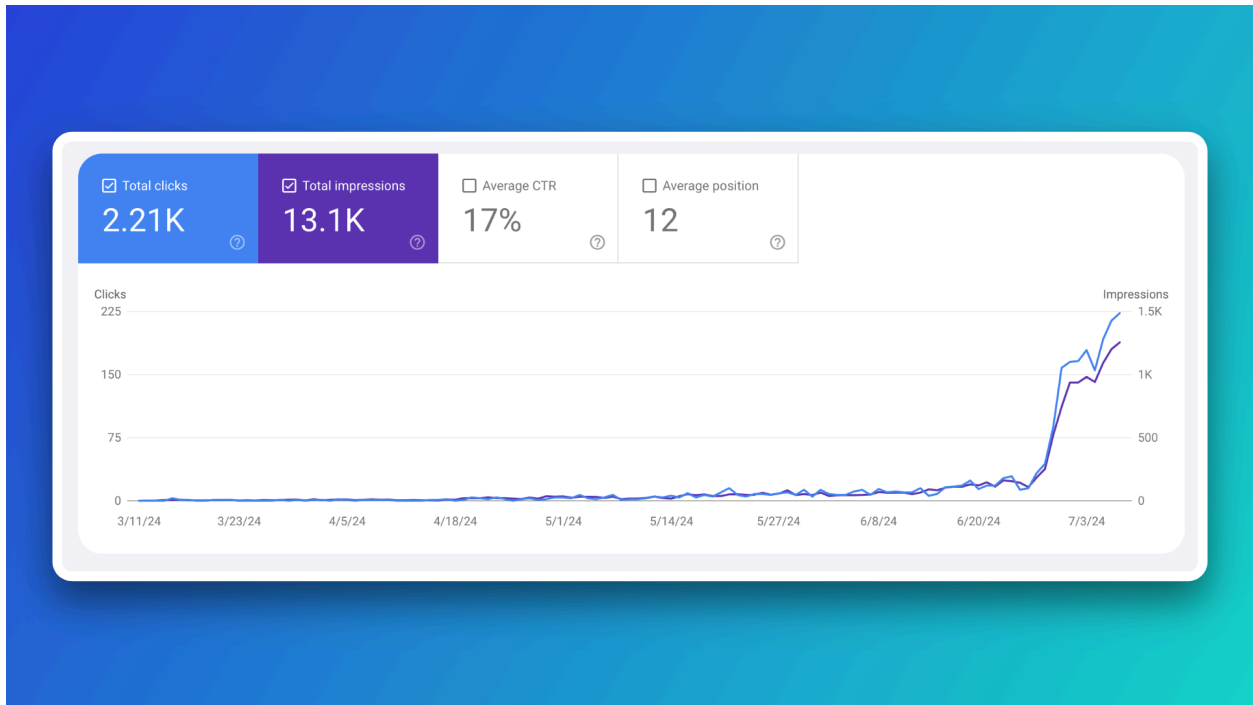 Total clicks
2.21K
Total impressions
13.1K
Average CTR
17%
Average position
12
Clicks
Impressions
225
1.5K
150
1K
75
500
0
0
3/11/24 3/23/24 4/5/24 4/18/24 5/1/24 5/14/24 5/27/24 6/8/24 6/20/24 7/3/24